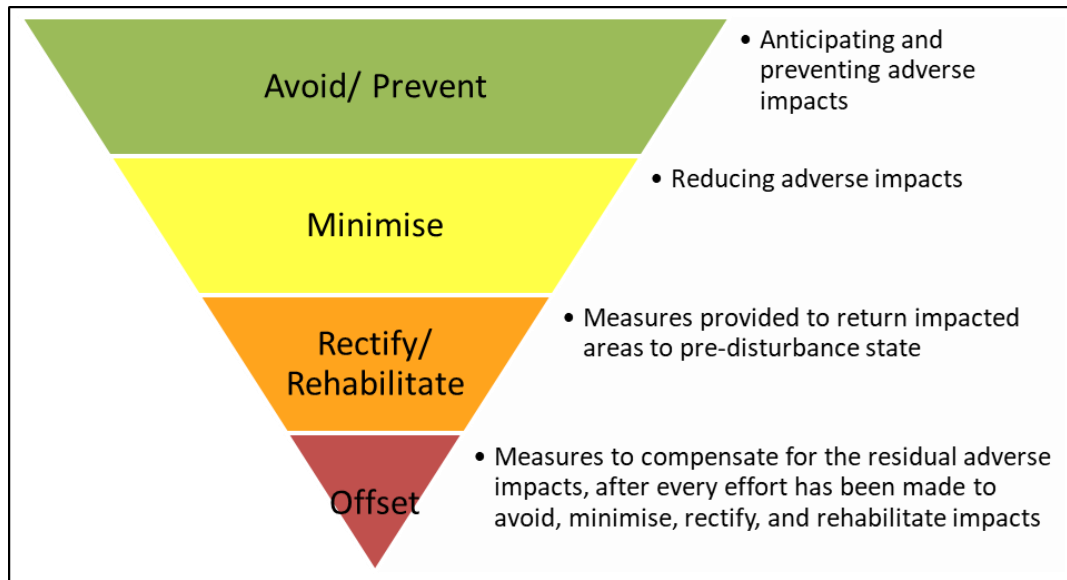 Avoid/ Prevent
• Anticipating and
preventing adverse
impacts
Minimise
• Reducing adverse impacts
Rectify/
Rehabilitate
• Measures provided to return impacted
areas to pre-disturbance state
Offset
• Measures to compensate for the residual adverse
impacts, after every effort has been made to
avoid, minimise, rectify, and rehabilitate impacts